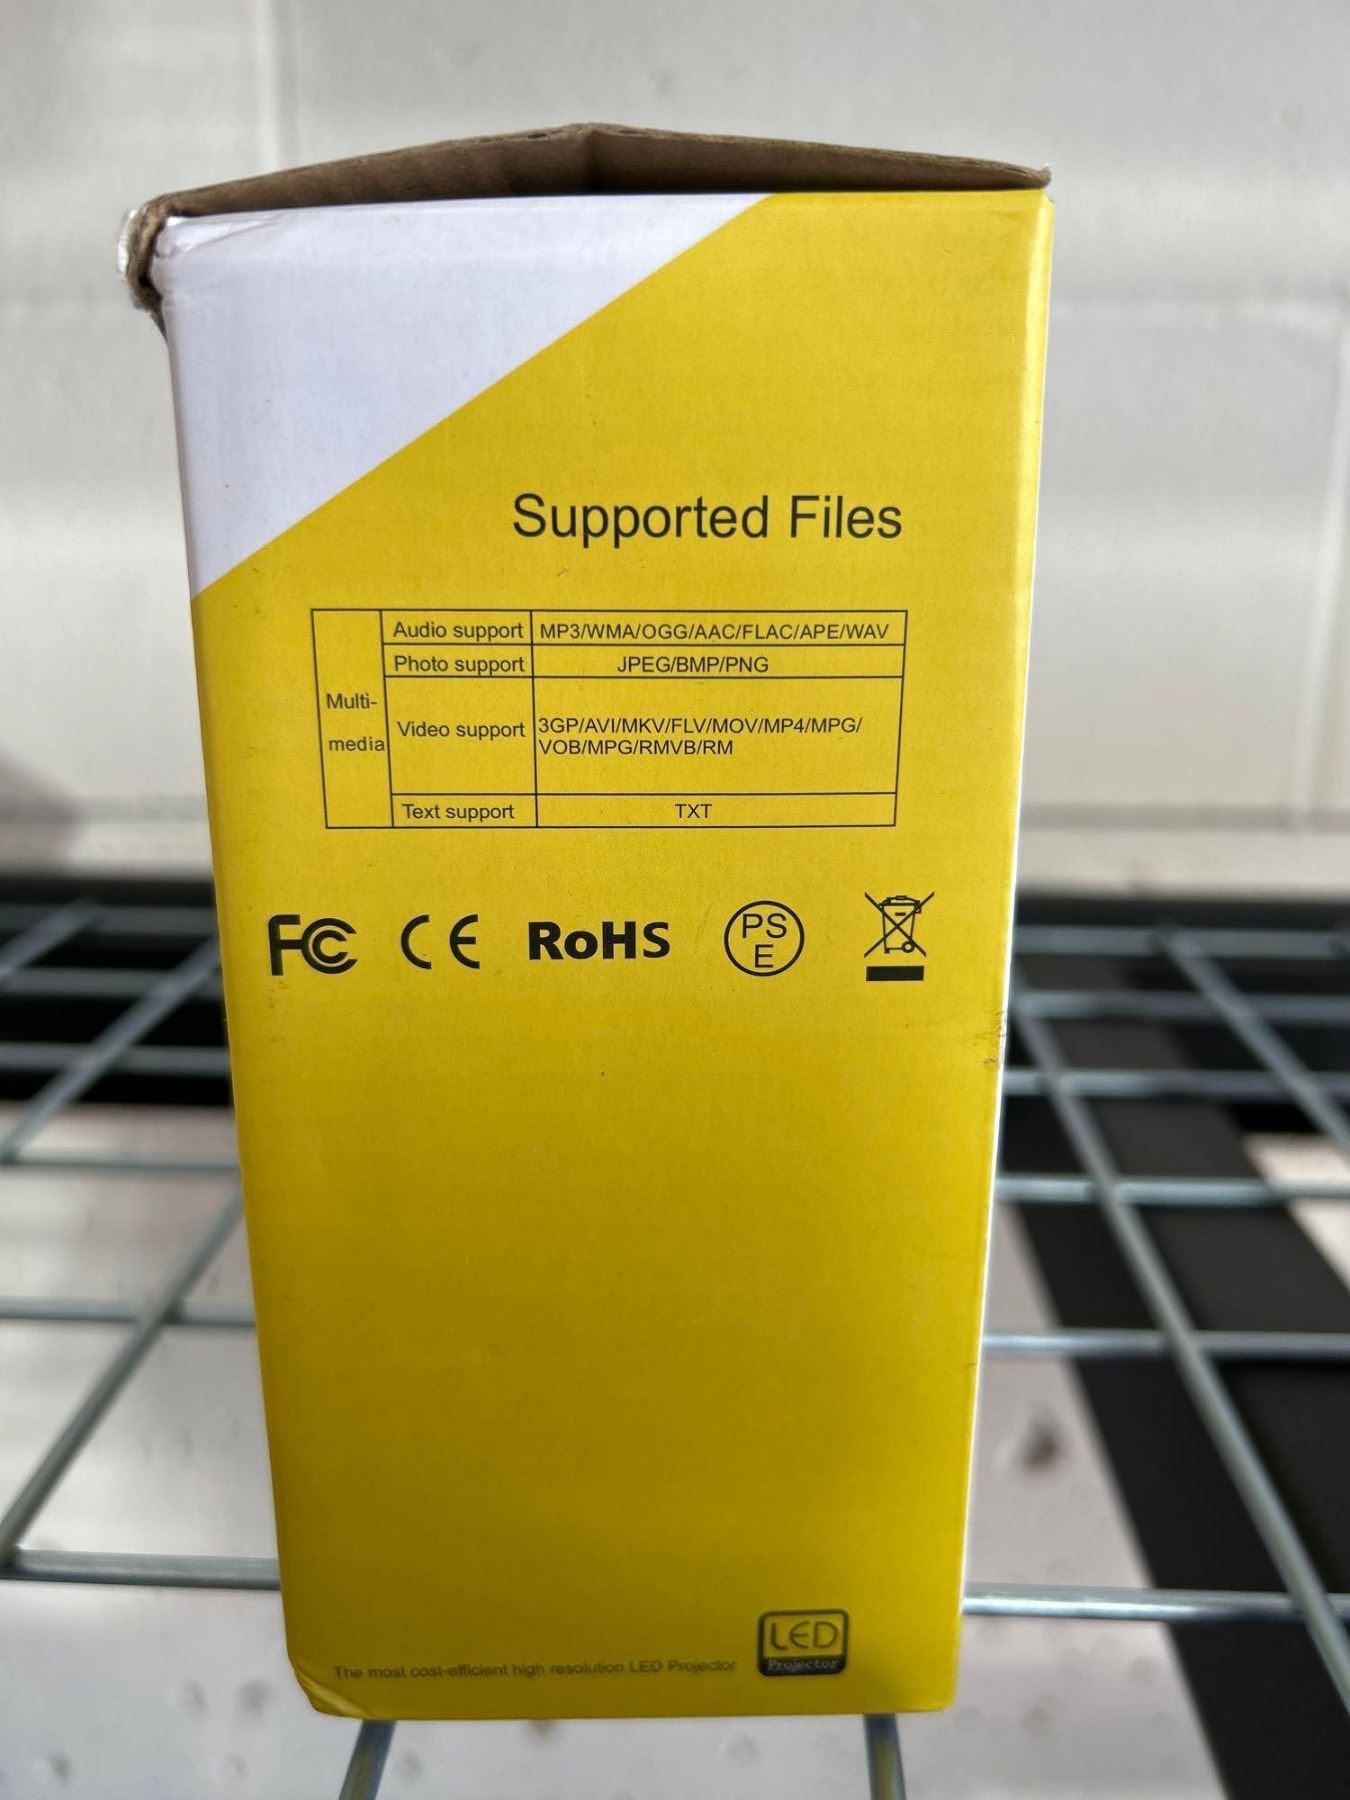 Supported Files
Multi-
media
Audio support MP3/WMA/OGG/AAC/FLAC/APE/WAV
Photo support JPEG/BMP/PNG
Video support 3GP/AVI/MKV/FLV/MOV/MP4/MPG/
VOB/MPG/RMVB/RM
Text support TXT
FC CE RoHS PS
E
The most cost-efficient high resolution LED Projector
LED
Projector